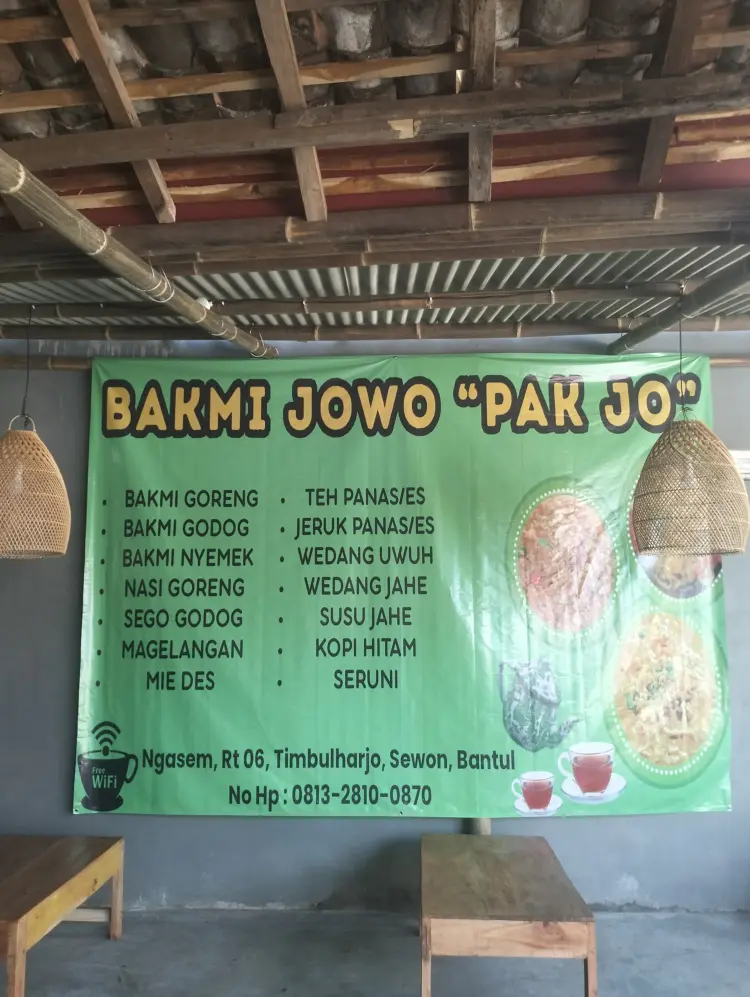 BAKMI JOWO “PAK JO”
• BAKMI GORENG
• BAKMI GODOG
• BAKMI NYEMEK
• NASI GORENG
• SEGO GODOG
• MAGELANGAN
• MIE DES
• TEH PANAS/ES
• JERUK PANAS/ES
• WEDANG UWUH
• WEDANG JAHE
• SUSU JAHE
• KOPI HITAM
• SERUNI
Free
WiFi
Ngasem, Rt 06, Timbulharjo, Sewon, Bantul
No Hp : 0813-2810-0870